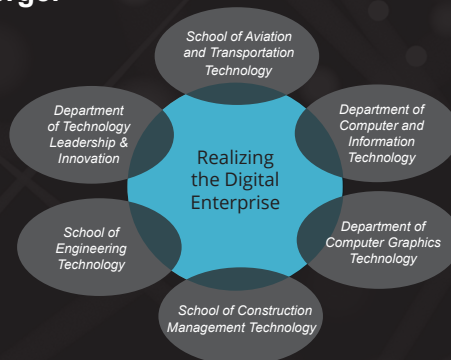 School of Aviation
and Transportation
Technology
Department
of Technology
Leadership &
Innovation
Department of
Computer and
Information
Technology
Realizing
the Digital
Enterprise
School of
Engineering
Technology
Department of
Computer Graphics
Technology
School of Construction
Management Technology